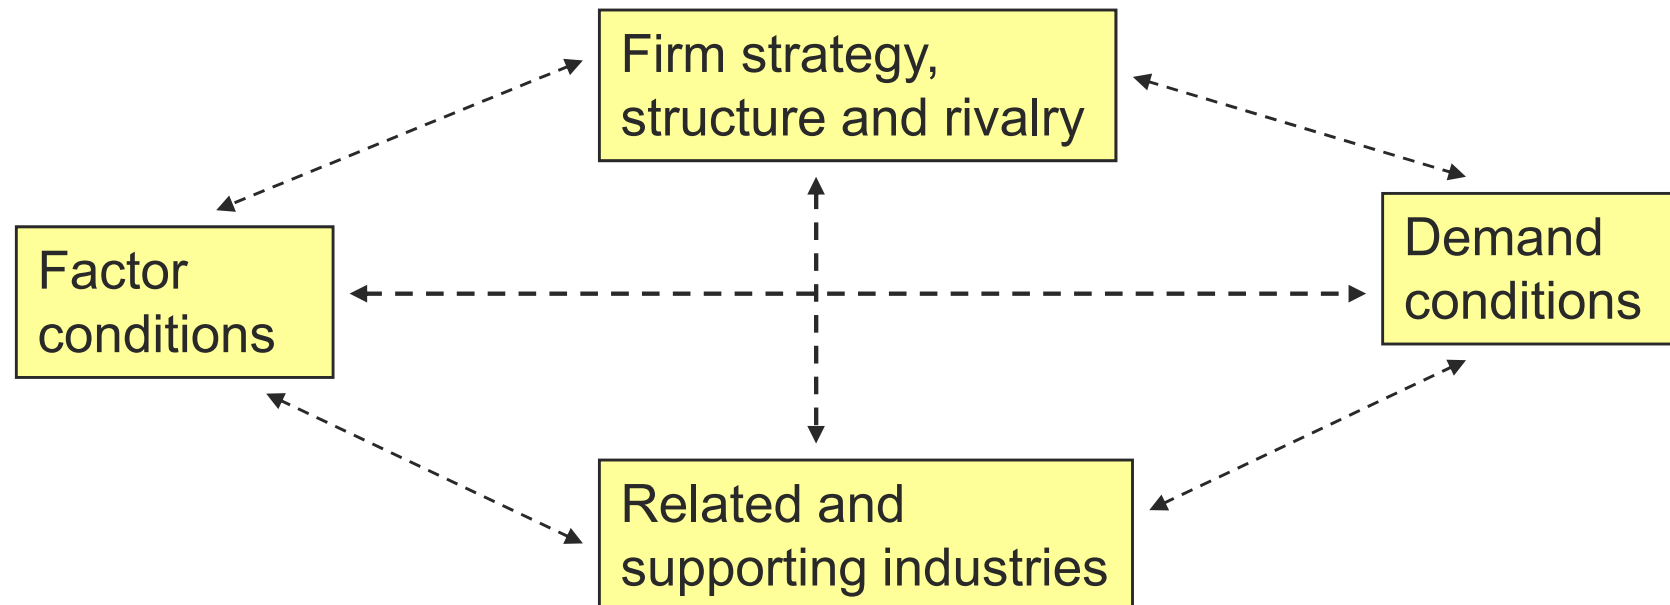 Firm strategy,
structure and rivalry
Factor
conditions
Demand
conditions
Related and
supporting industries